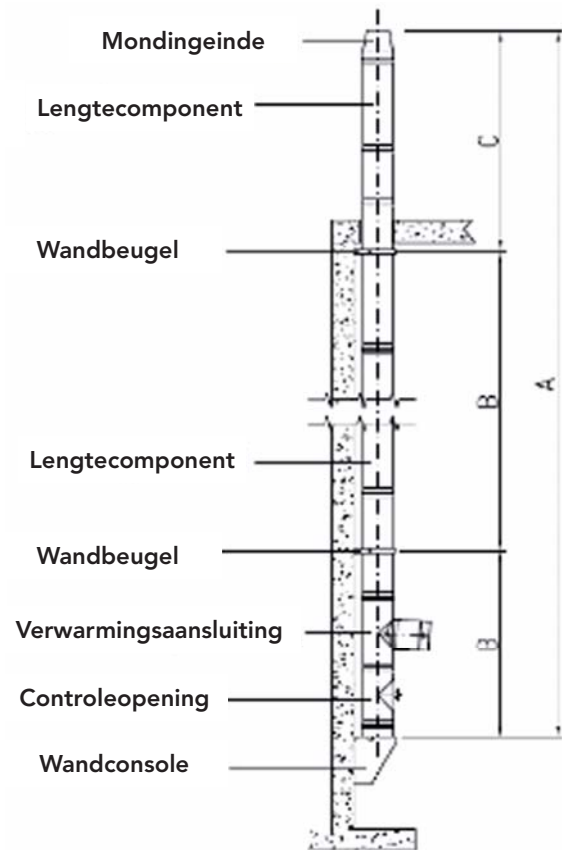 Mondingeinde
Lengtecomponent
C
Wandbeugel
A
B
Lengtecomponent
Wandbeugel
Verwarmingsaansluiting
B
Controleopening
Wandconsole